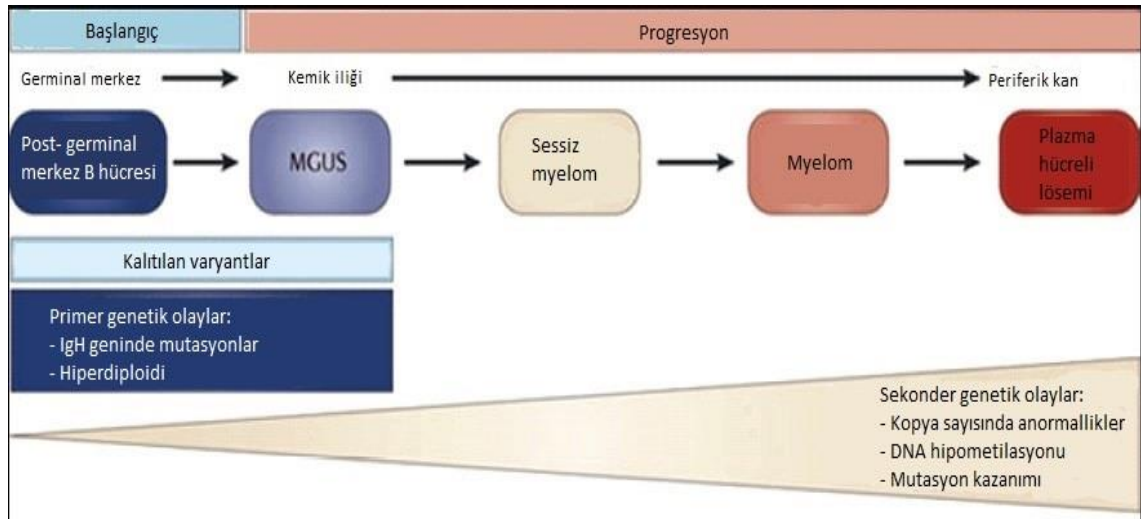 Başlangıç
Progresyon
Germinal merkez
Kemik iliği
Periferik kan
Post- germinal
merkez B hücresi
MGUS
Sessiz
myelom
Myelom
Plazma
hücreli
lösemi
Kalıtılan varyantlar
Primer genetik olaylar:
- IgH geninde mutasyonlar
- Hiperdiploidi
Sekonder genetik olaylar:
- Kopya sayısında anormallikler
- DNA hipometilasyonu
- Mutasyon kazanımı